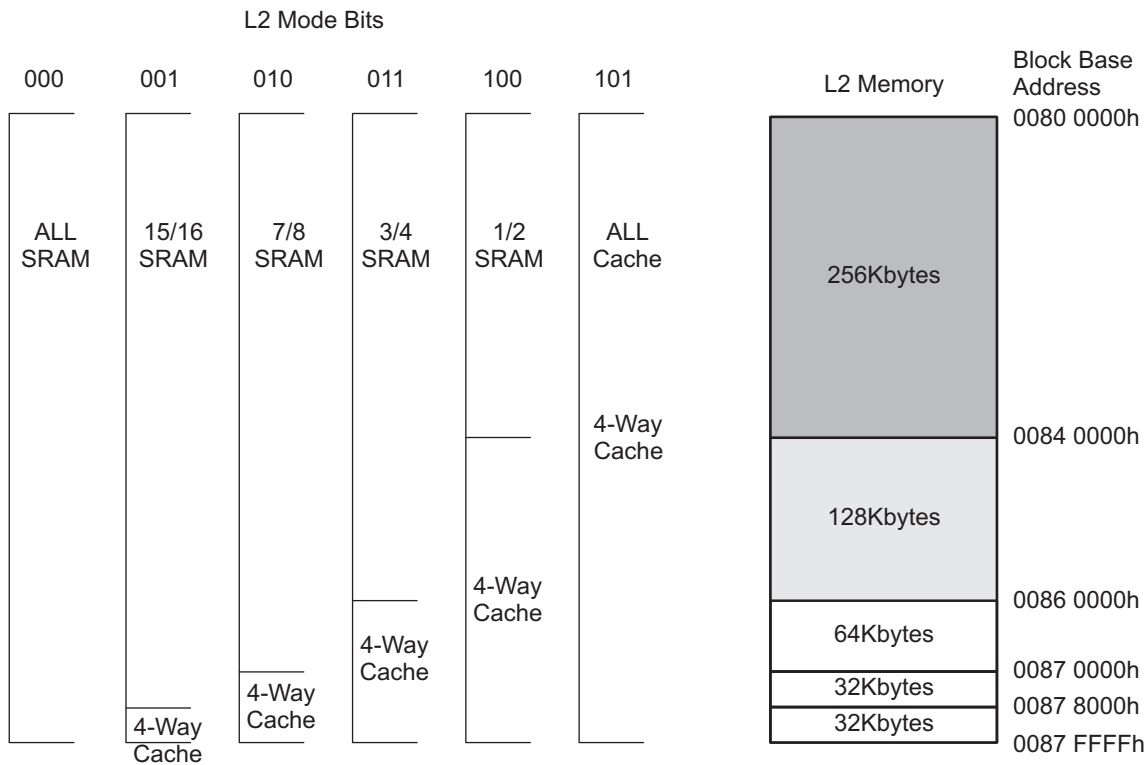 L2 Mode Bits
000 001 010 011 100 101
L2 Memory
Block Base
Address
0080 0000h
ALL
SRAM
15/16
SRAM
7/8
SRAM
3/4
SRAM
1/2
SRAM
ALL
Cache
256Kbytes
4-Way
Cache
0084 0000h
128Kbytes
4-Way
Cache
0086 0000h
4-Way
Cache
64Kbytes
0087 0000h
4-Way
Cache
32Kbytes
0087 8000h
4-Way
Cache
32Kbytes
0087 FFFFh